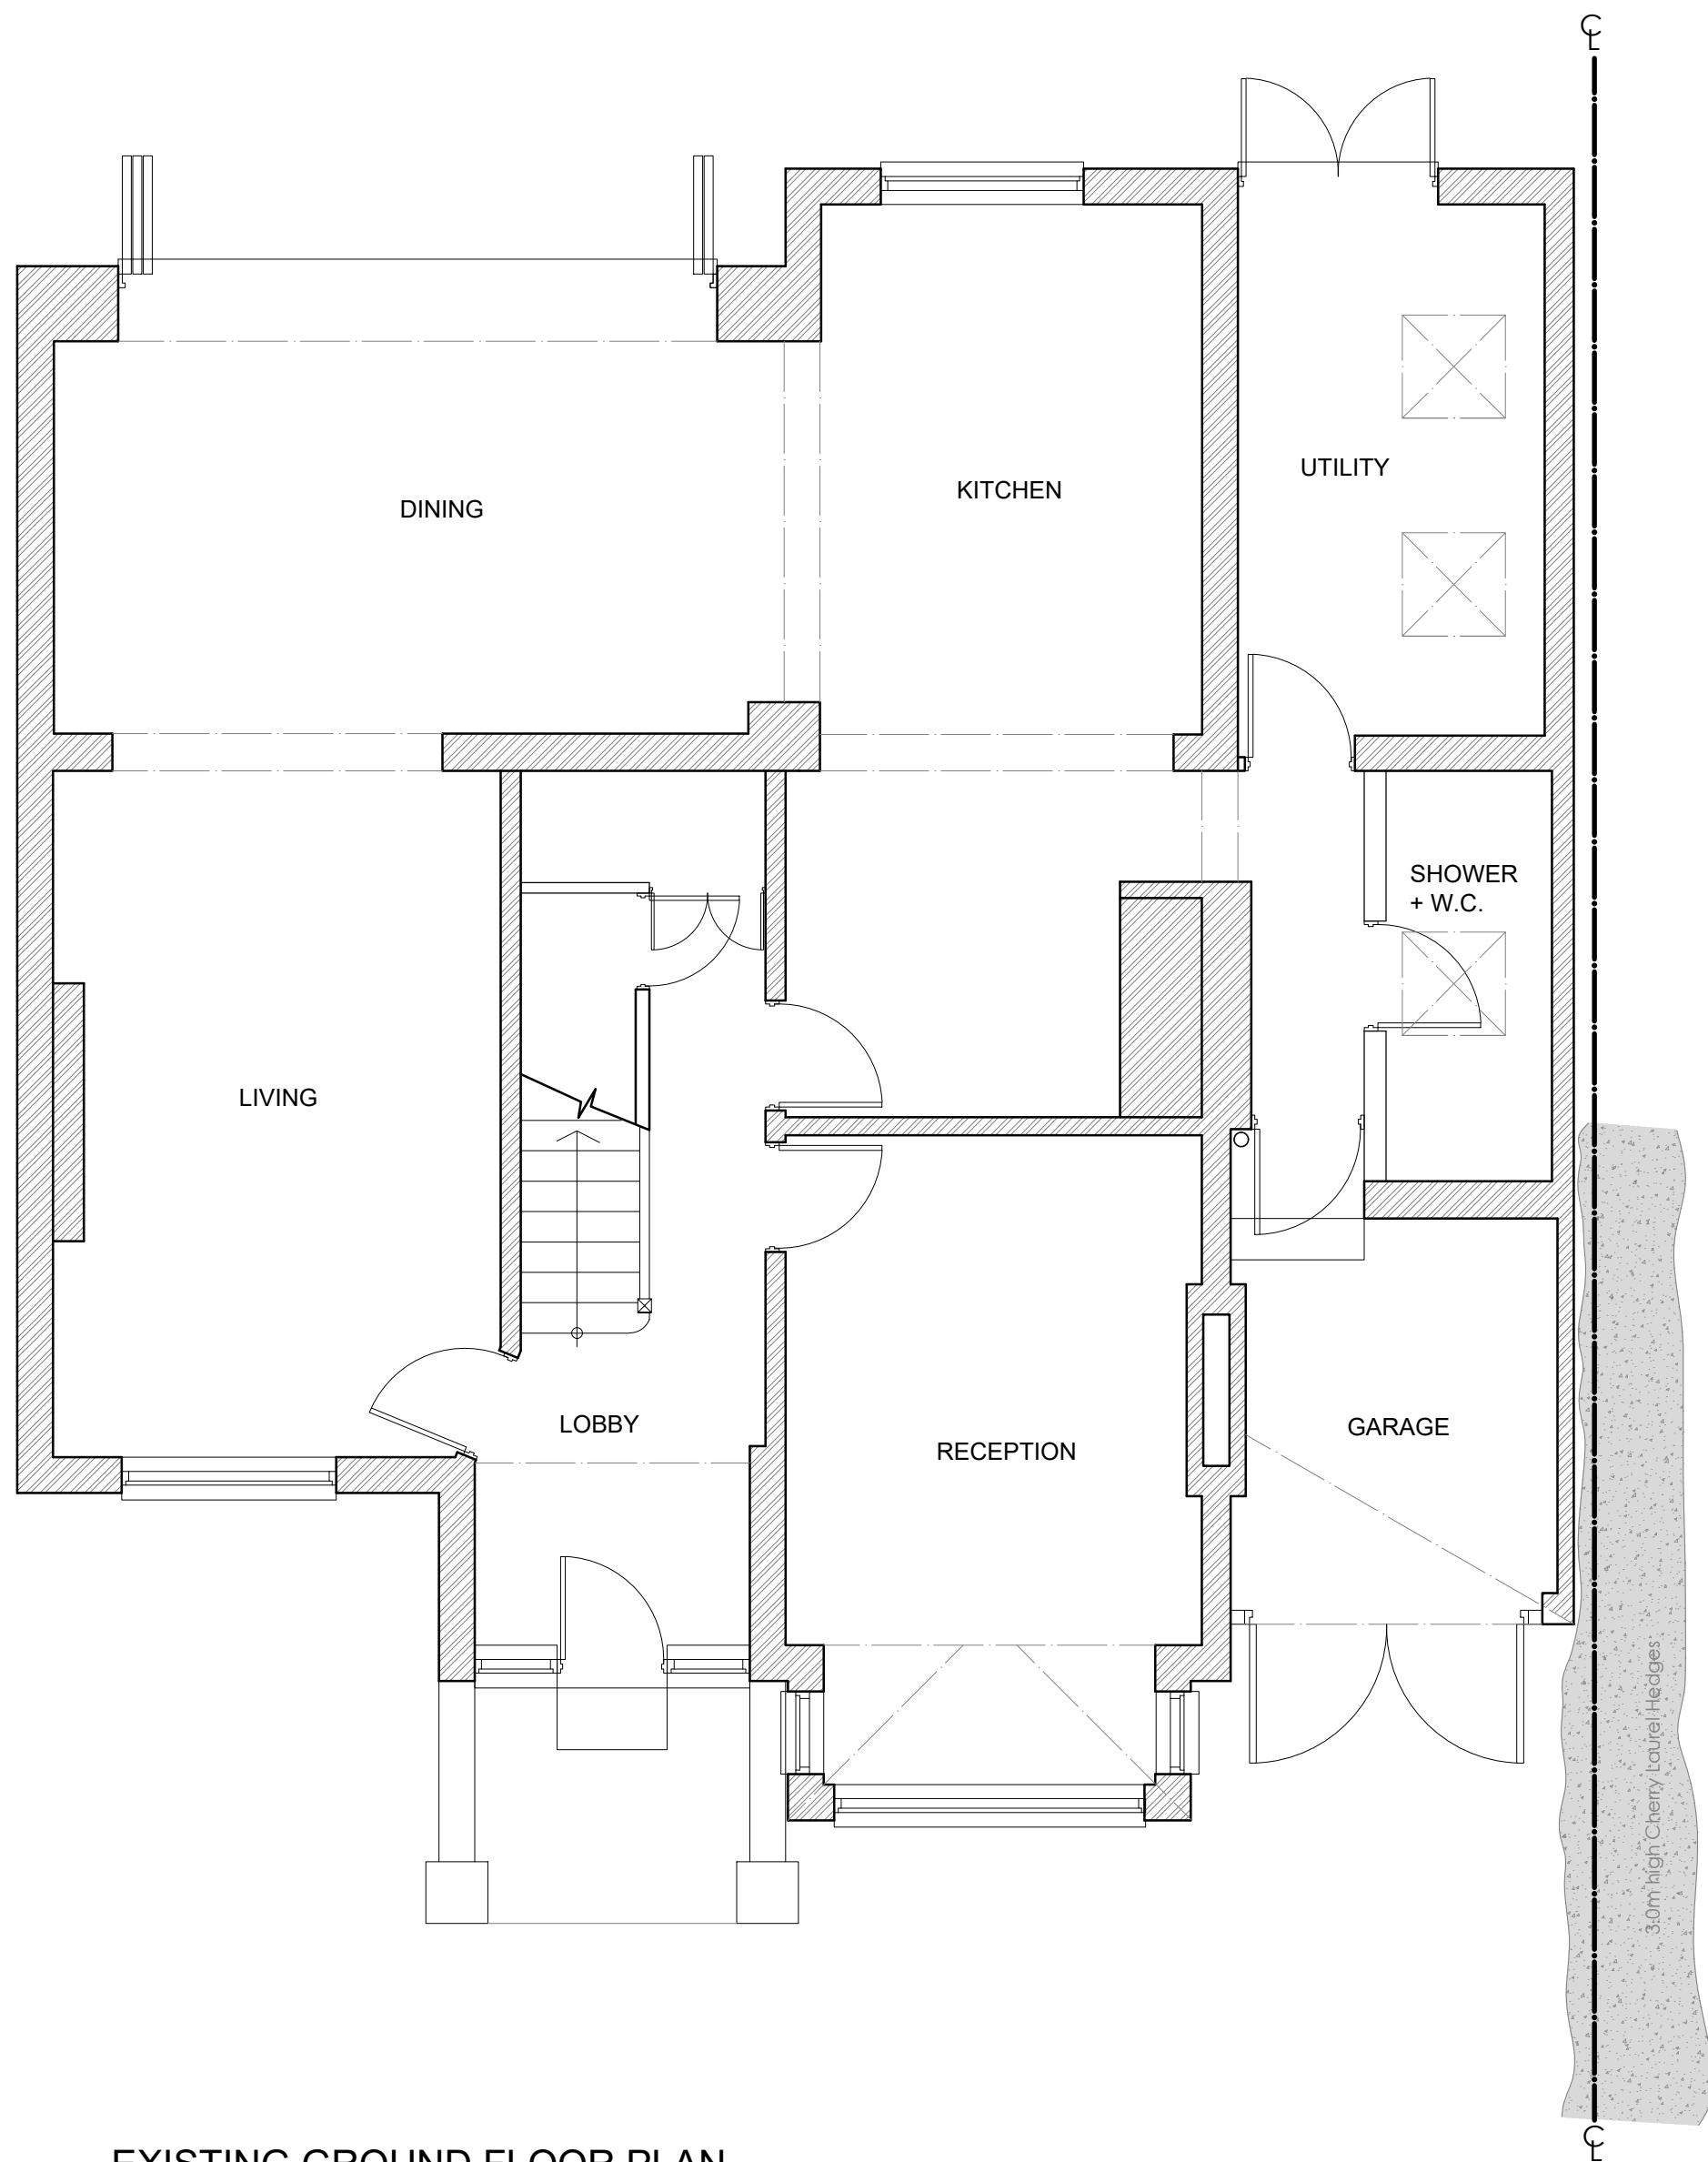 ℄
UTILITY
KITCHEN
DINING
SHOWER
+ W.C.
LIVING
LOBBY
GARAGE
RECEPTION
3.0m high Cherry Laurel Hedges
℄
EXISTING GROUND FLOOR PLAN